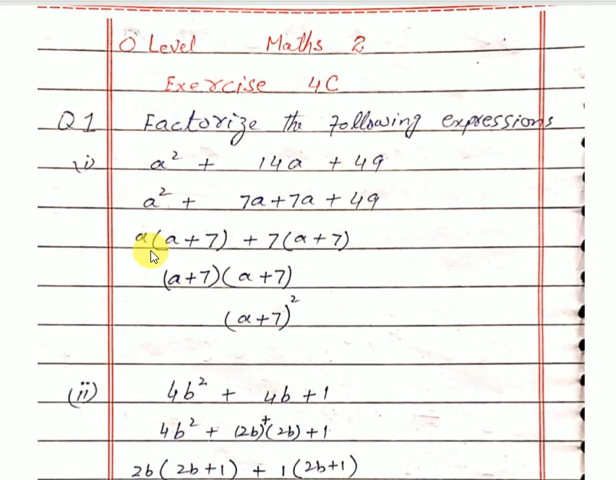 O Level Maths 2
Exercise 4C
Q1 Factorize the following expressions
(i) a² + 14a + 49
a² + 7a + 7a + 49
a(a+7) + 7(a+7)
(a+7)(a+7)
(a+7)²
(ii) 4b² + 4b + 1
4b² + (2b)+(2b)+1
2b(2b+1) + 1(2b+1)